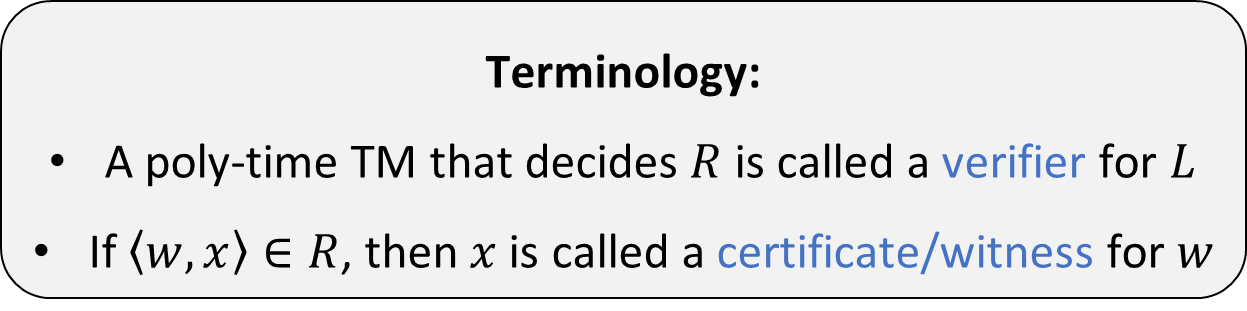 Terminology:
• A poly-time TM that decides 𝑅 is called a verifier for 𝐿
• If ⟨𝑤, 𝑥⟩ ∈ 𝑅, then 𝑥 is called a certificate/witness for 𝑤